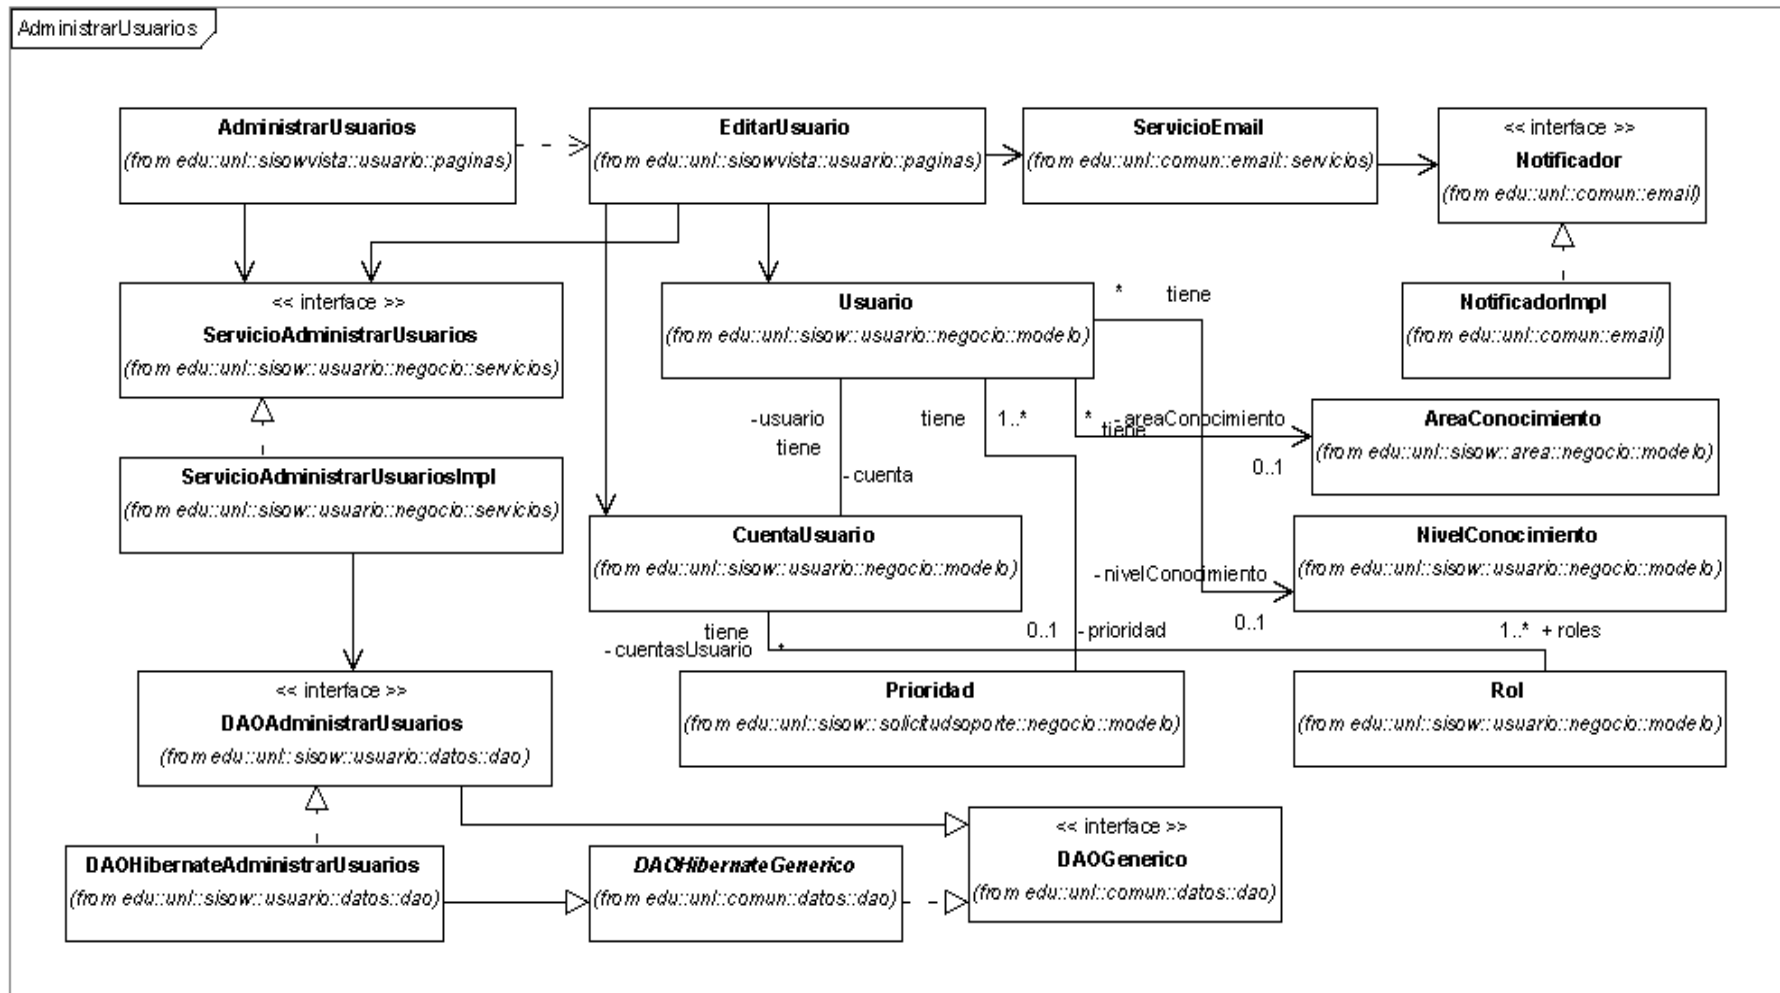 AdministrarUsuarios
AdministrarUsuarios
(from edu::unl::sisowvista::usuario::paginas)
EditarUsuario
(from edu::unl::sisowvista::usuario::paginas)
ServicioEmail
(from edu::unl::comun::email::servicios)
<< interface >>
Notificador
(from edu::unl::comun::email)
<< interface >>
ServicioAdministrarUsuarios
(from edu::unl::sisow::usuario::negocio::servicios)
Usuario
(from edu::unl::sisow::usuario::negocio::modelo)
* tiene
NotificadorImpl
(from edu::unl::comun::email)
-usuario
tiene
tiene 1..*
* -areaConocimiento
tiene
0..1
AreaConocimiento
(from edu::unl::sisow::area::negocio::modelo)
ServicioAdministrarUsuariosImpl
(from edu::unl::sisow::usuario::negocio::servicios)
-cuenta
CuentaUsuario
(from edu::unl::sisow::usuario::negocio::modelo)
-nivelConocimiento
0..1
NivelConocimiento
(from edu::unl::sisow::usuario::negocio::modelo)
tiene
-cuentasUsuario *
0..1 -prioridad
1..* + roles
<< interface >>
DAOAdministrarUsuarios
(from edu::unl::sisow::usuario::datos::dao)
Prioridad
(from edu::unl::sisow::solicitudsoporte::negocio::modelo)
Rol
(from edu::unl::sisow::usuario::negocio::modelo)
DAOHibernateAdministrarUsuarios
(from edu::unl::sisow::usuario::datos::dao)
DAOHibernateGenerico
(from edu::unl::comun::datos::dao)
<< interface >>
DAOGenerico
(from edu::unl::comun::datos::dao)